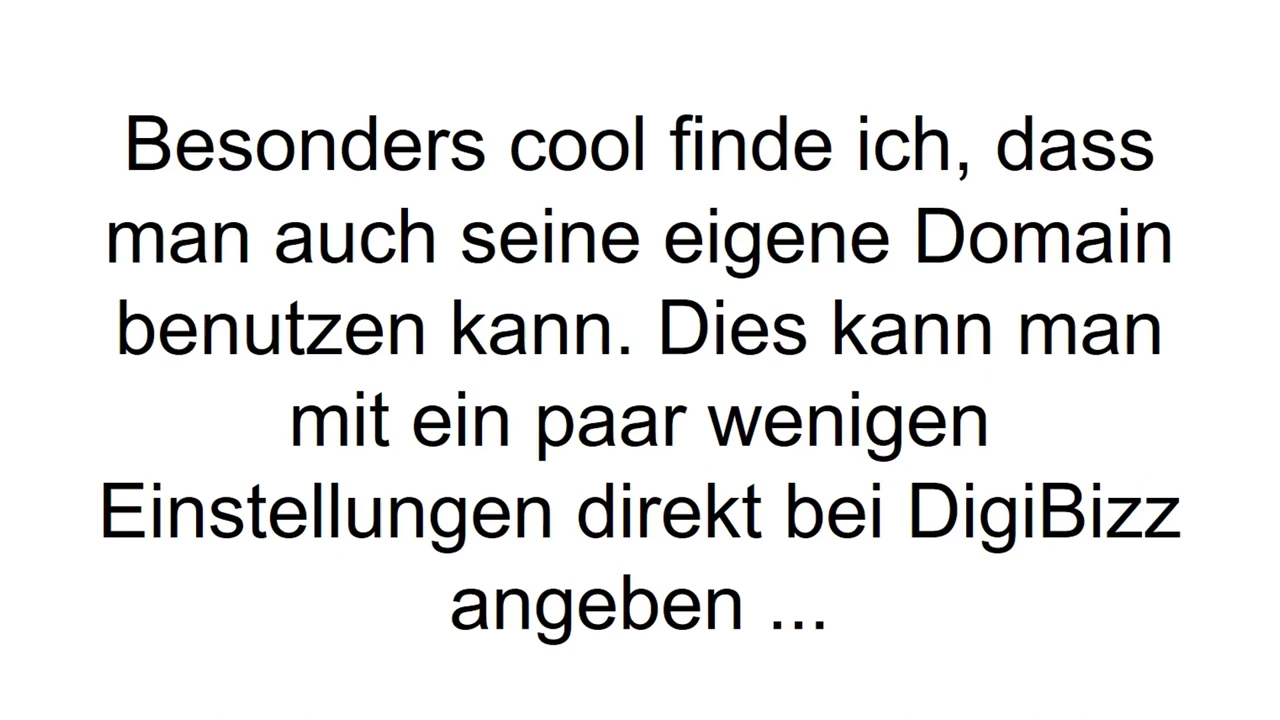 Besonders cool finde ich, dass
man auch seine eigene Domain
benutzen kann. Dies kann man
mit ein paar wenigen
Einstellungen direkt bei DigiBizz
angeben ...